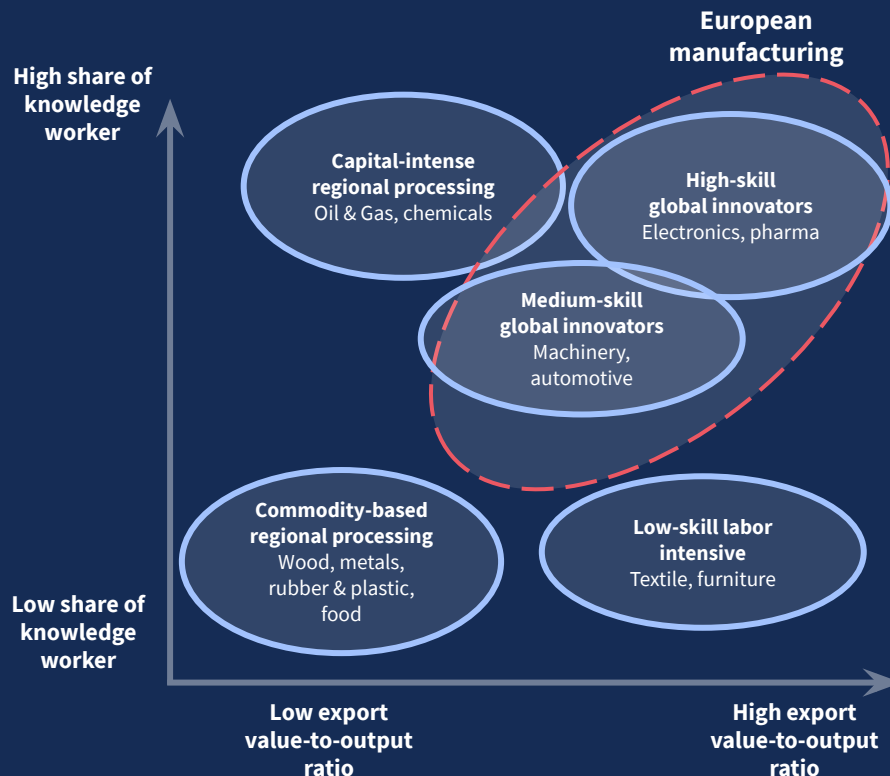 European
manufacturing
High share of
knowledge
worker
Capital-intense
regional processing
Oil & Gas, chemicals
High-skill
global innovators
Electronics, pharma
Medium-skill
global innovators
Machinery,
automotive
Commodity-based
regional processing
Wood, metals,
rubber & plastic,
food
Low-skill labor
intensive
Textile, furniture
Low share of
knowledge
worker
Low export
value-to-output
ratio
High export
value-to-output
ratio